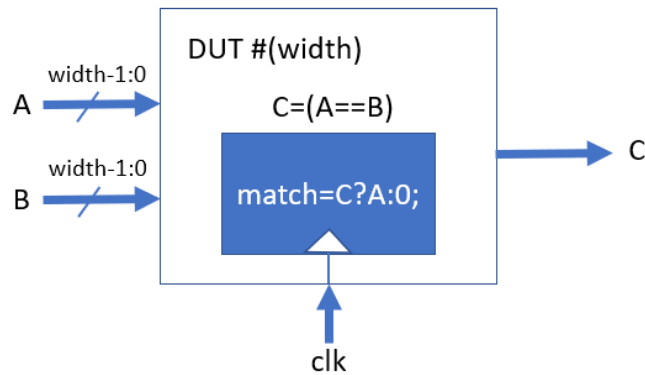 DUT #(width)
width-1:0
A
C=(A==B)
C
width-1:0
B
match=C?A:0;
clk